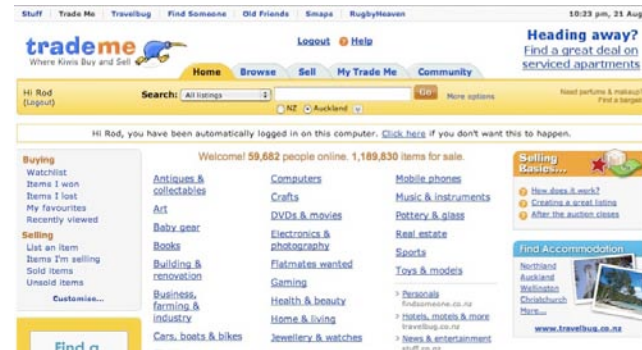 Stuff Trade Me Travelbug Find Someone Old Friends Smaps RugbyHeaven 10:23 pm, 21 Aug
trademe
Where Kiwis Buy and Sell
Logout Help
Heading away?
Find a great deal on
serviced apartments
Home Browse Sell My Trade Me Community
Hi Rod
(Logout)
Search: All listings Go More options
NZ Auckland
Need perfume & makeup?
Find a bargain
Hi Rod, you have been automatically logged in on this computer. Click here if you don't want this to happen.
Welcome! 59,682 people online. 1,189,830 items for sale.
Buying
Watchlist
Items I won
Items I lost
My favourites
Recently viewed
Selling
List an item
Items I'm selling
Sold items
Unsold items
Customise...
Find a
Antiques &
collectables
Art
Baby gear
Books
Building &
renovation
Business,
farming &
industry
Cars, boats & bikes
Computers
Crafts
DVDs & movies
Electronics &
photography
Flatmates wanted
Gaming
Health & beauty
Home & living
Jewellery & watches
Mobile phones
Music & instruments
Pottery & glass
Real estate
Sports
Toys & models
> Personals
findsomeone.co.nz
> Hotels, motels & more
travelbug.co.nz
> News & entertainment
stuff.co.nz
Selling
Basics...
How does it work?
Creating a great listing
After the auction closes
Find Accommodation
Northland
Auckland
Wellington
Christchurch
More...
www.travelbug.co.nz